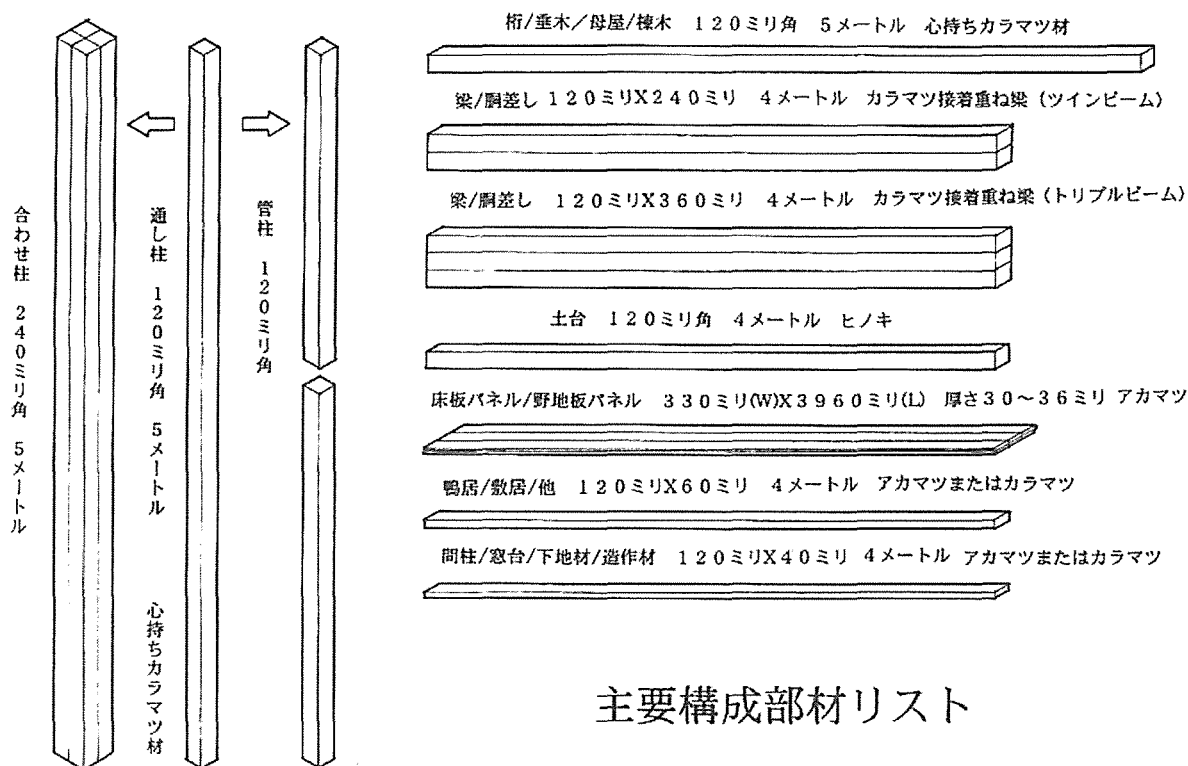 合わせ柱 240ミリ角 5メートル
通し柱 120ミリ角 5メートル 心持ちカラマツ材
管柱 120ミリ角
桁/垂木／母屋/棟木 120ミリ角 5メートル 心持ちカラマツ材
梁/胴差し 120ミリX240ミリ 4メートル カラマツ接着重ね梁（ツインビーム）
梁/胴差し 120ミリX360ミリ 4メートル カラマツ接着重ね梁（トリプルビーム）
土台 120ミリ角 4メートル ヒノキ
床板パネル/野地板パネル 330ミリ(W)X3960ミリ(L) 厚さ30～36ミリ アカマツ
鴨居/敷居/他 120ミリX60ミリ 4メートル アカマツまたはカラマツ
間柱/窓台/下地材/造作材 120ミリX40ミリ 4メートル アカマツまたはカラマツ
主要構成部材リスト